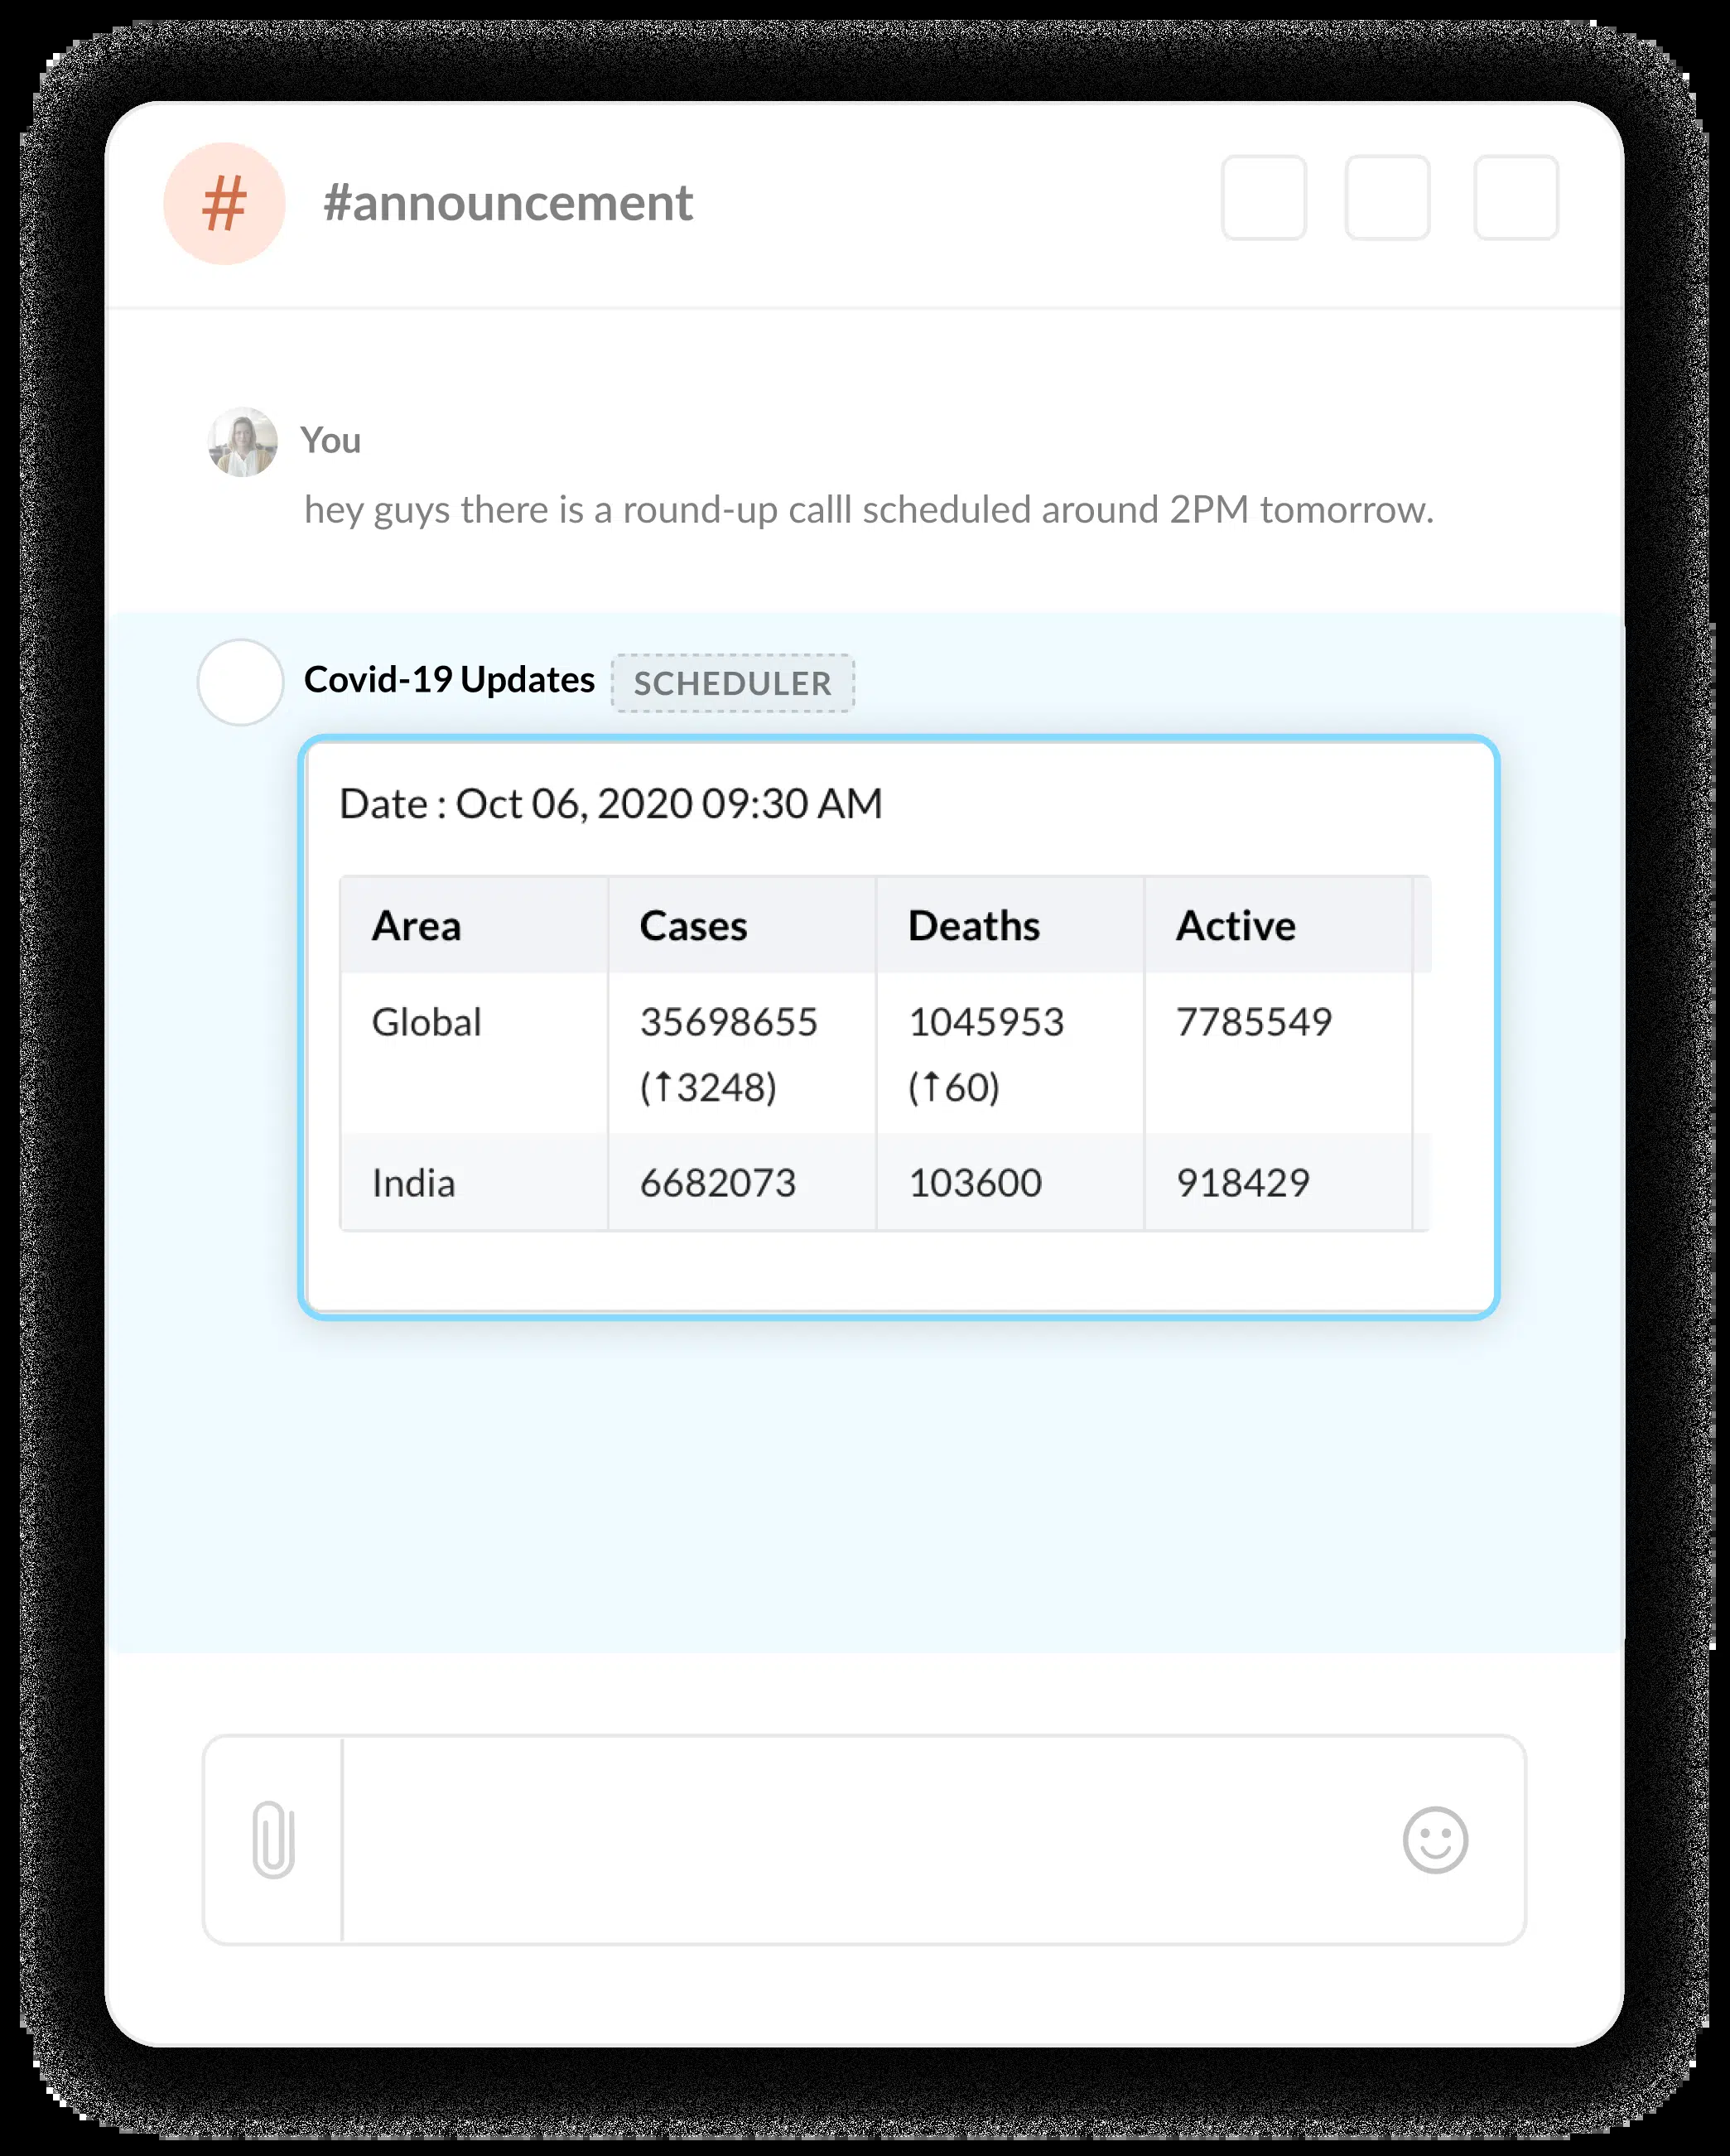 # #announcement
You
hey guys there is a round-up calll scheduled around 2PM tomorrow.
Covid-19 Updates SCHEDULER
Date : Oct 06, 2020 09:30 AM
Area Cases Deaths Active
Global 35698655 1045953 7785549
(↑3248) (↑60)
India 6682073 103600 918429